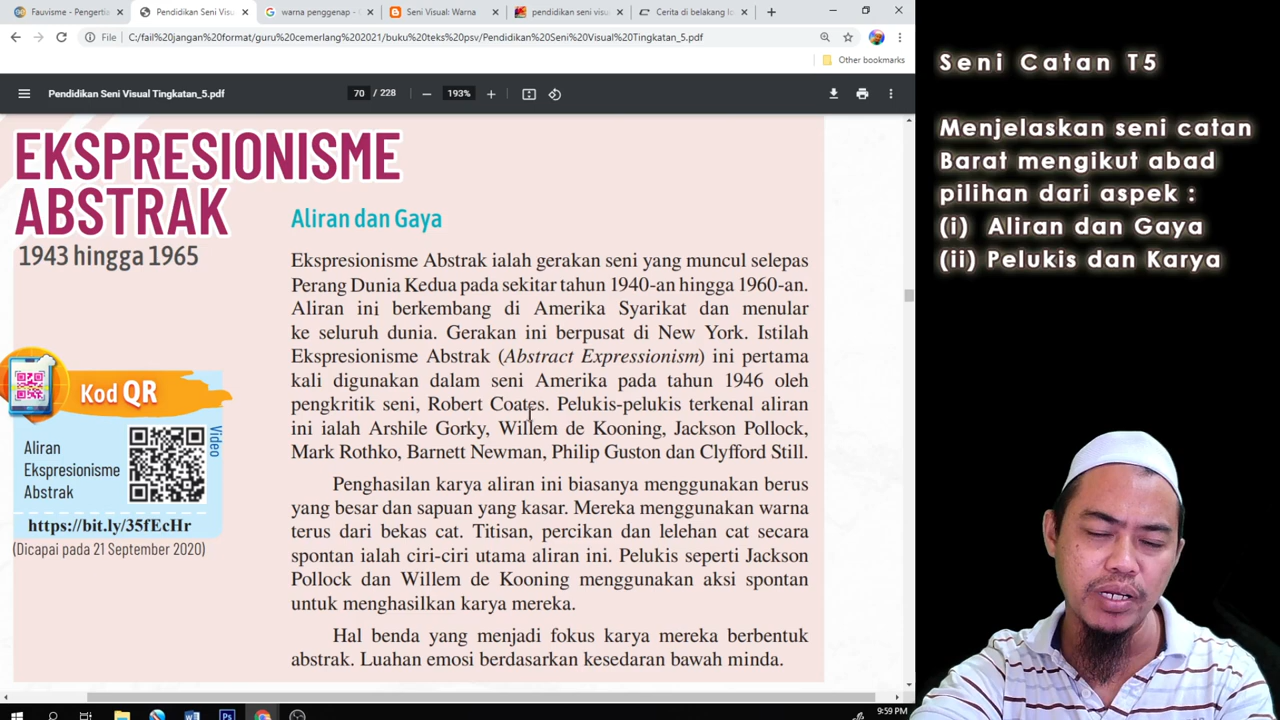 Fauvisme - Pengerti
Pendidikan Seni Visu
warna penggenap -
Seni Visual: Warna
pendidikan seni visu
Cerita di belakang lo
File
C:/fail%20jangan%20format/guru%20cemerlang%202021/buku%20teks%20psv/Pendidikan%20Seni%20Visual%20Tingkatan_5.pdf
Other bookmarks
Pendidikan Seni Visual Tingkatan_5.pdf
70 / 228
193%
EKSPRESIONISME
ABSTRAK
1943 hingga 1965
Aliran dan Gaya
Ekspresionisme Abstrak ialah gerakan seni yang muncul selepas
Perang Dunia Kedua pada sekitar tahun 1940-an hingga 1960-an.
Aliran ini berkembang di Amerika Syarikat dan menular
ke seluruh dunia. Gerakan ini berpusat di New York. Istilah
Ekspresionisme Abstrak (Abstract Expressionism) ini pertama
kali digunakan dalam seni Amerika pada tahun 1946 oleh
pengkritik seni, Robert Coates. Pelukis-pelukis terkenal aliran
ini ialah Arshile Gorky, Willem de Kooning, Jackson Pollock,
Mark Rothko, Barnett Newman, Philip Guston dan Clyfford Still.
Penghasilan karya aliran ini biasanya menggunakan berus
yang besar dan sapuan yang kasar. Mereka menggunakan warna
terus dari bekas cat. Titisan, percikan dan lelehan cat secara
spontan ialah ciri-ciri utama aliran ini. Pelukis seperti Jackson
Pollock dan Willem de Kooning menggunakan aksi spontan
untuk menghasilkan karya mereka.
Hal benda yang menjadi fokus karya mereka berbentuk
abstrak. Luahan emosi berdasarkan kesedaran bawah minda.
Kod QR
Aliran
Ekspresionisme
Abstrak
Video
https://bit.ly/35fEcHr
(Dicapai pada 21 September 2020)
9:59 PM
Seni Catan T5
Menjelaskan seni catan
Barat mengikut abad
pilihan dari aspek :
(i) Aliran dan Gaya
(ii) Pelukis dan Karya